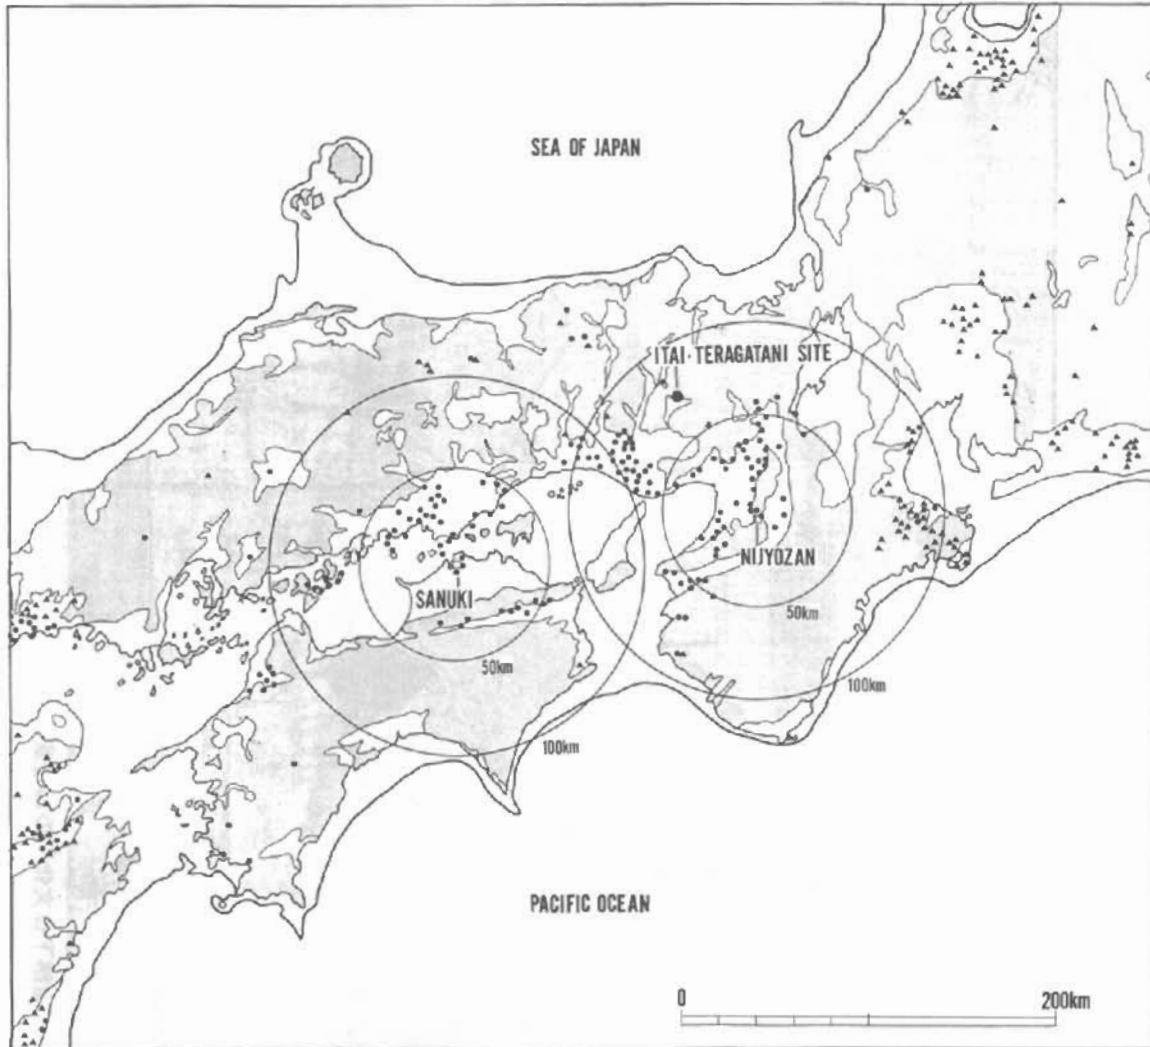 SEA OF JAPAN
ITAI·TERAGATANI SITE
NIJYOZAN
SANUKI
50km
50km
100km
100km
PACIFIC OCEAN
0
200km